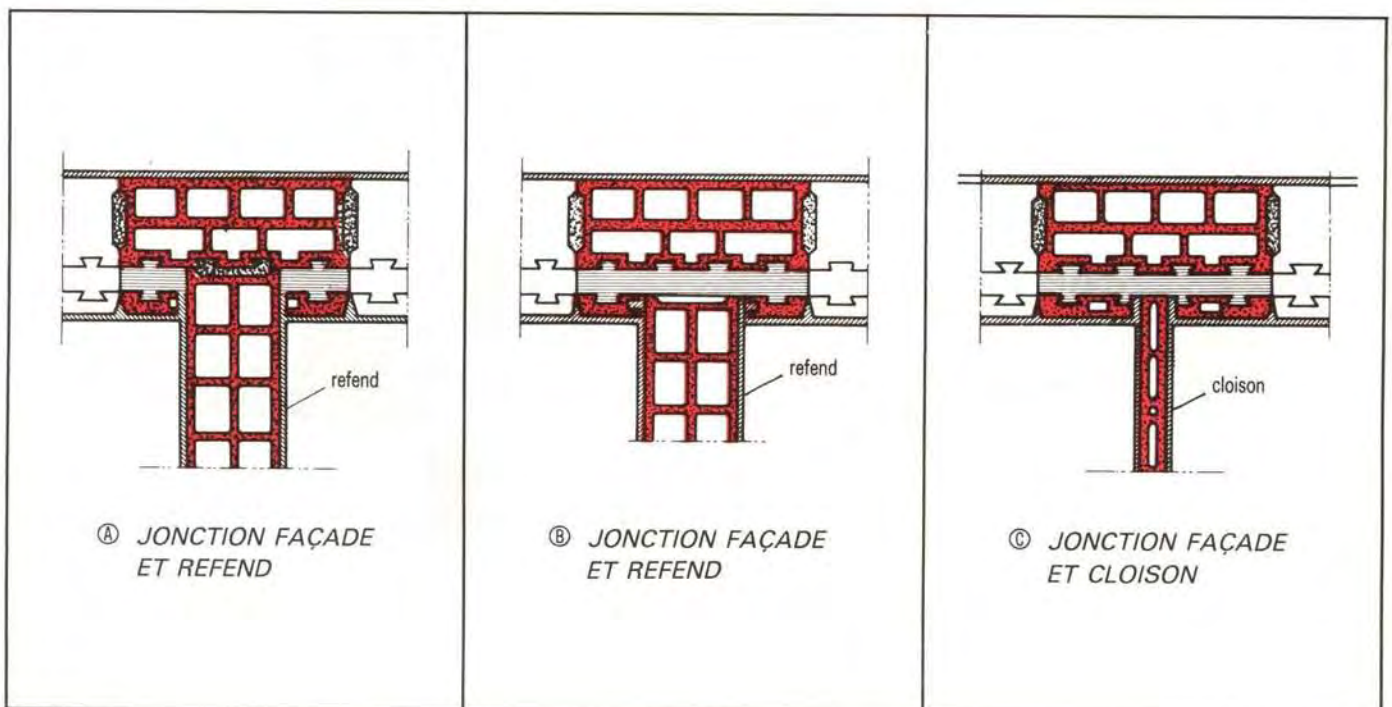 refend
Ⓐ JONCTION FAÇADE
ET REFEND
refend
Ⓑ JONCTION FAÇADE
ET REFEND
cloison
Ⓒ JONCTION FAÇADE
ET CLOISON